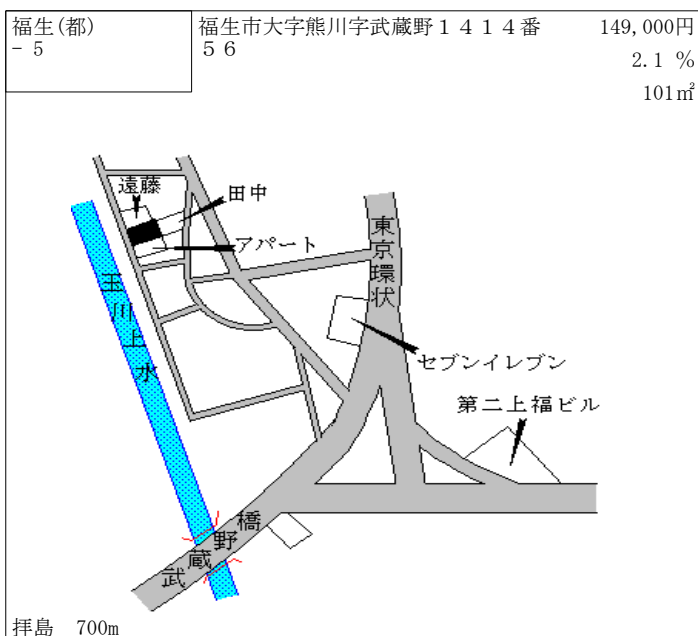 福生(都)
- 5
福生市大字熊川字武蔵野１４１４番
５６
149,000円
2.1 %
101㎡
遠藤
田中
アパート
東京環状
玉川上水
セブンイレブン
第二上福ビル
武蔵野橋
拝島 700m